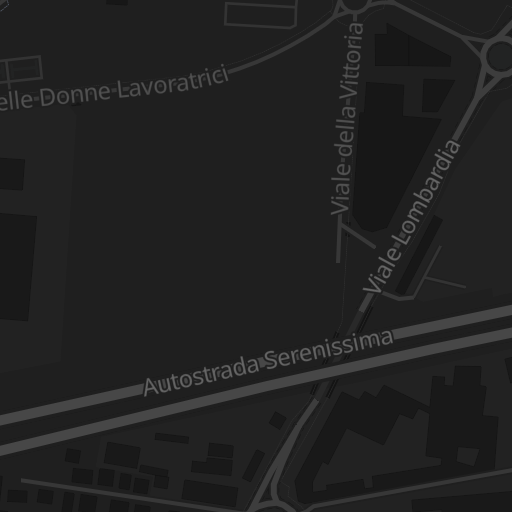 elle Donne Lavoratrici
Viale della Vittoria
Viale Lombardia
Autostrada Serenissima